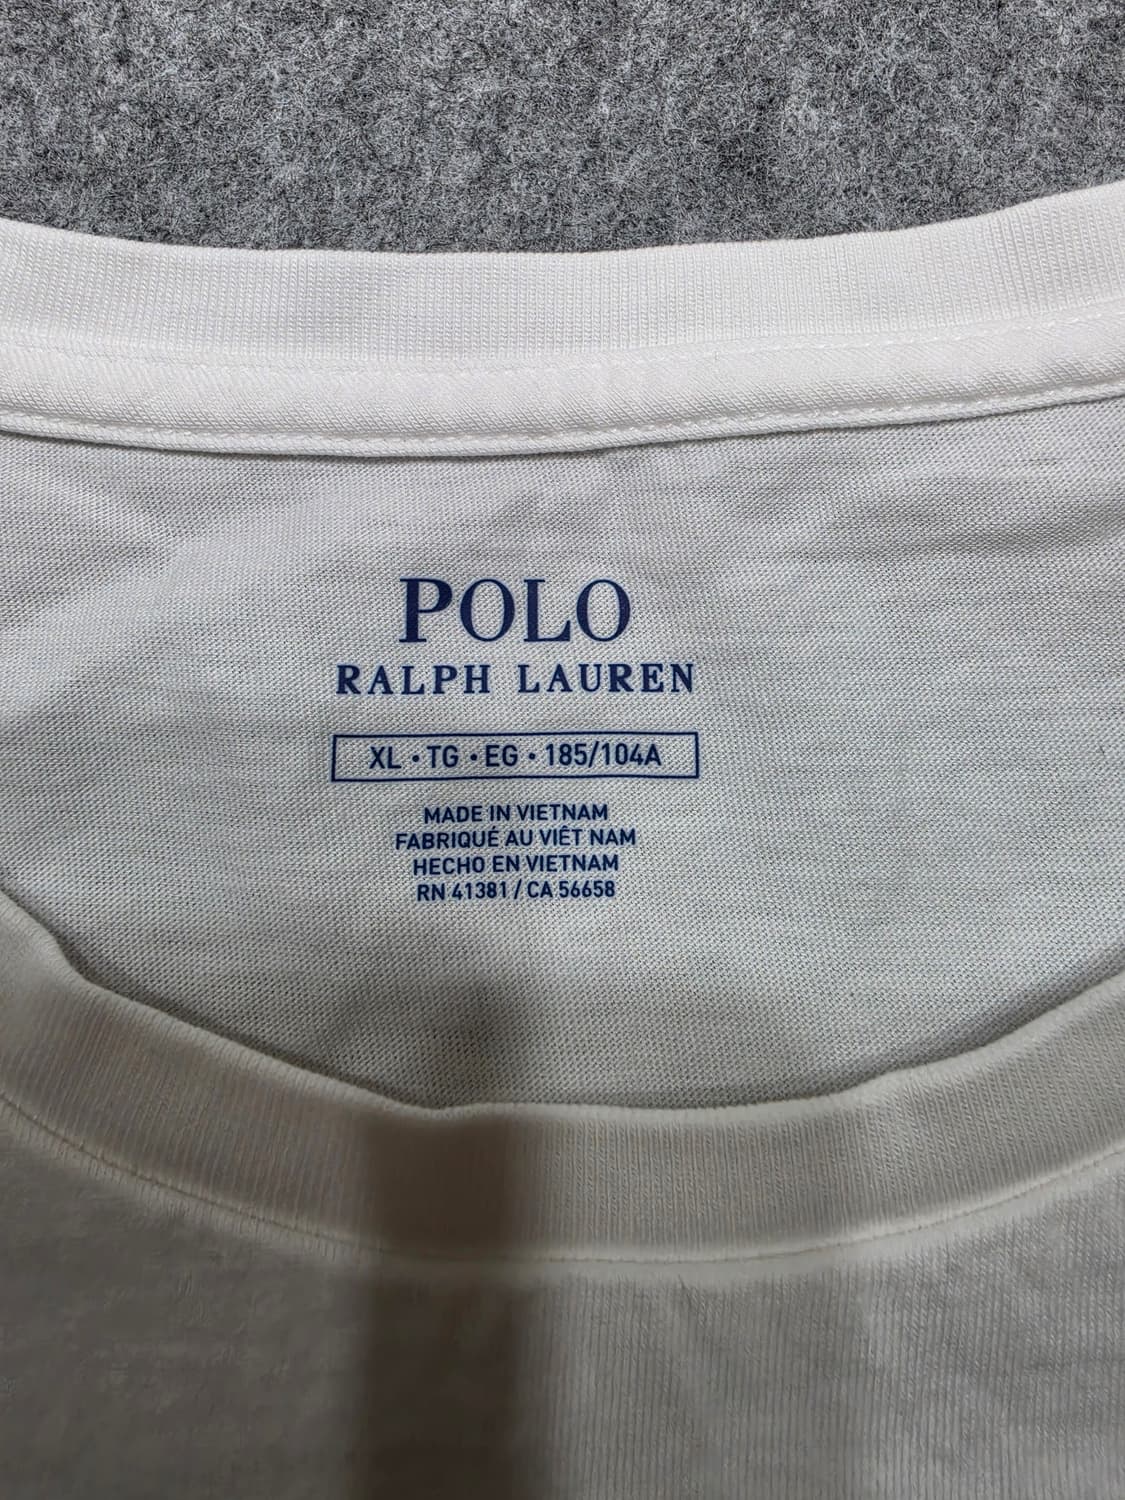 POLO
RALPH LAUREN
XL • TG • EG • 185/104A
MADE IN VIETNAM
FABRIQUÉ AU VIÊT NAM
HECHO EN VIETNAM
RN 41381 / CA 56658